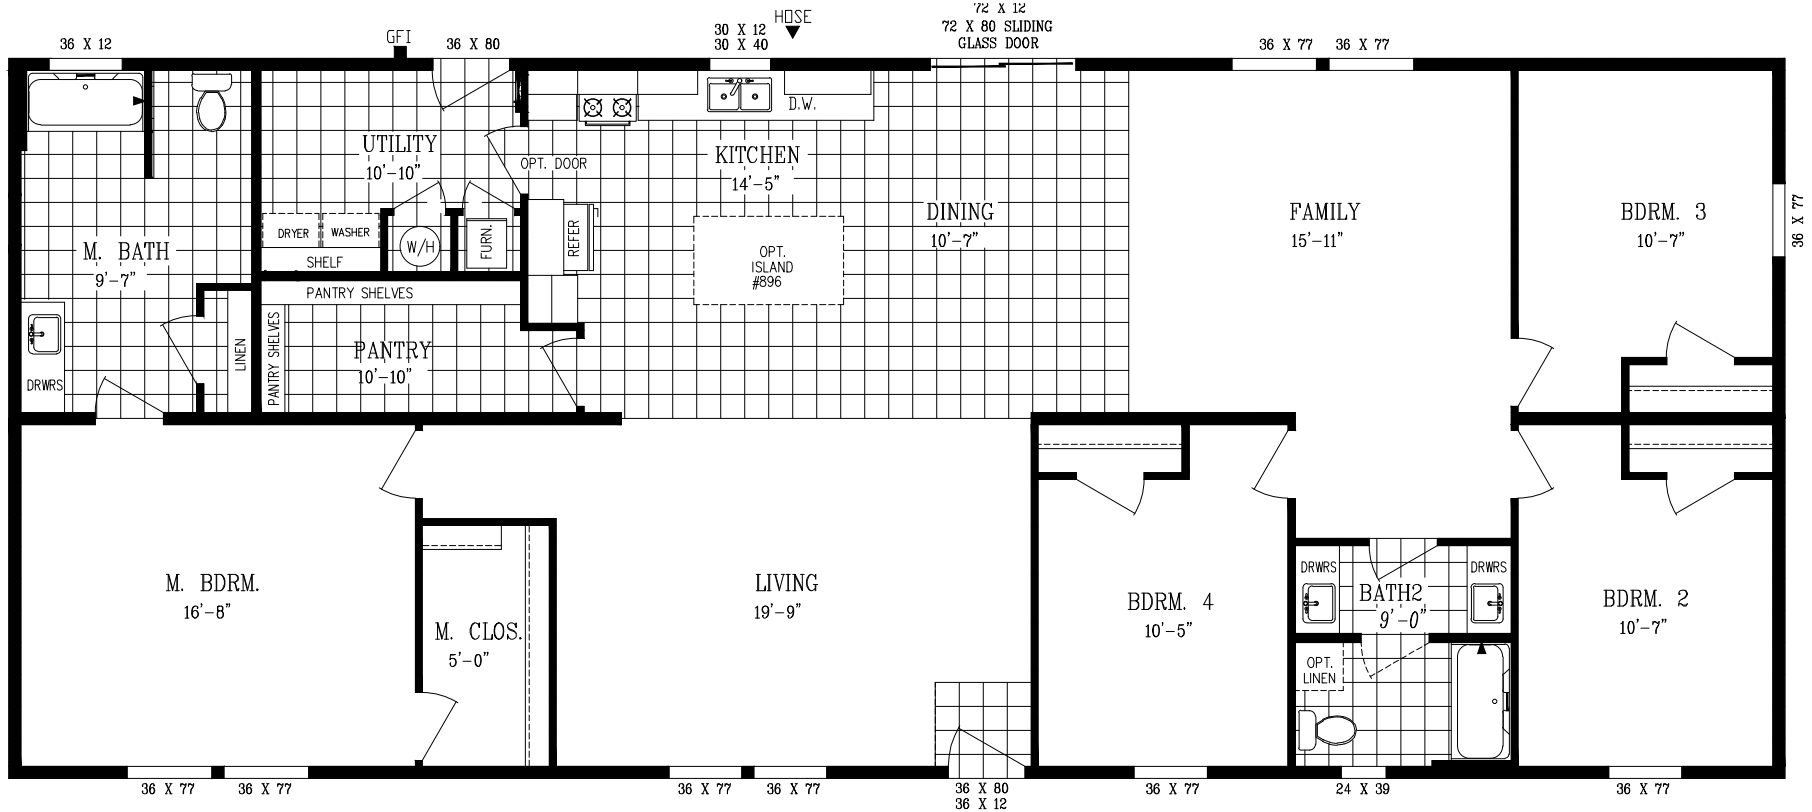 72 X 12
HOSE
72 X 80 SLIDING
GLASS DOOR
30 X 12
30 X 40
GFI
36 X 12
36 X 80
36 X 77
36 X 77
D.W.
UTILITY
10'-10"
OPT. DOOR
KITCHEN
14'-5"
DINING
10'-7"
FAMILY
15'-11"
BDRM. 3
10'-7"
36 X 77
DRYER
WASHER
SHELF
W/H
FURN.
REFER
M. BATH
9'-7"
OPT.
ISLAND
#896
PANTRY SHELVES
PANTRY SHELVES
LINEN
PANTRY
10'-10"
DRWRS
M. BDRM.
16'-8"
M. CLOS.
5'-0"
LIVING
19'-9"
BDRM. 4
10'-5"
DRWRS
DRWRS
BATH2
9'-0"
BDRM. 2
10'-7"
OPT.
LINEN
36 X 77
36 X 77
36 X 77
36 X 77
36 X 80
36 X 12
36 X 77
24 X 39
36 X 77